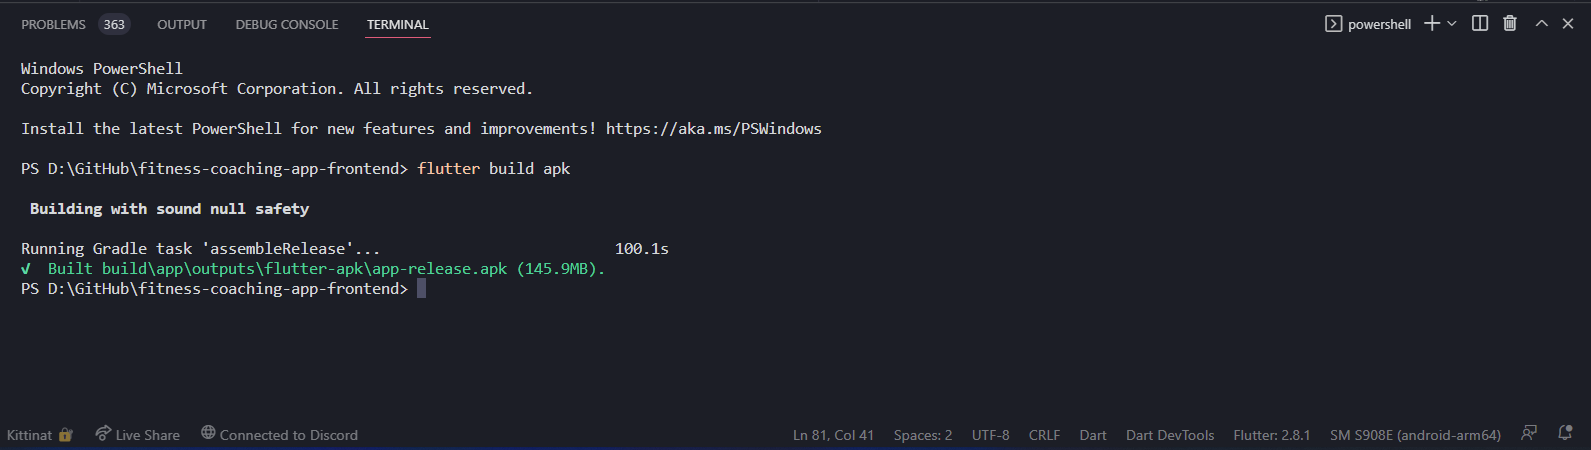 PROBLEMS 363 OUTPUT DEBUG CONSOLE TERMINAL powershell
Windows PowerShell
Copyright (C) Microsoft Corporation. All rights reserved.
Install the latest PowerShell for new features and improvements! https://aka.ms/PSWindows
PS D:\GitHub\fitness-coaching-app-frontend> flutter build apk
Building with sound null safety
Running Gradle task 'assembleRelease'... 100.1s
√ Built build\app\outputs\flutter-apk\app-release.apk (145.9MB).
PS D:\GitHub\fitness-coaching-app-frontend>
Kittinat Live Share Connected to Discord Ln 81, Col 41 Spaces: 2 UTF-8 CRLF Dart Dart DevTools Flutter: 2.8.1 SM S908E (android-arm64)